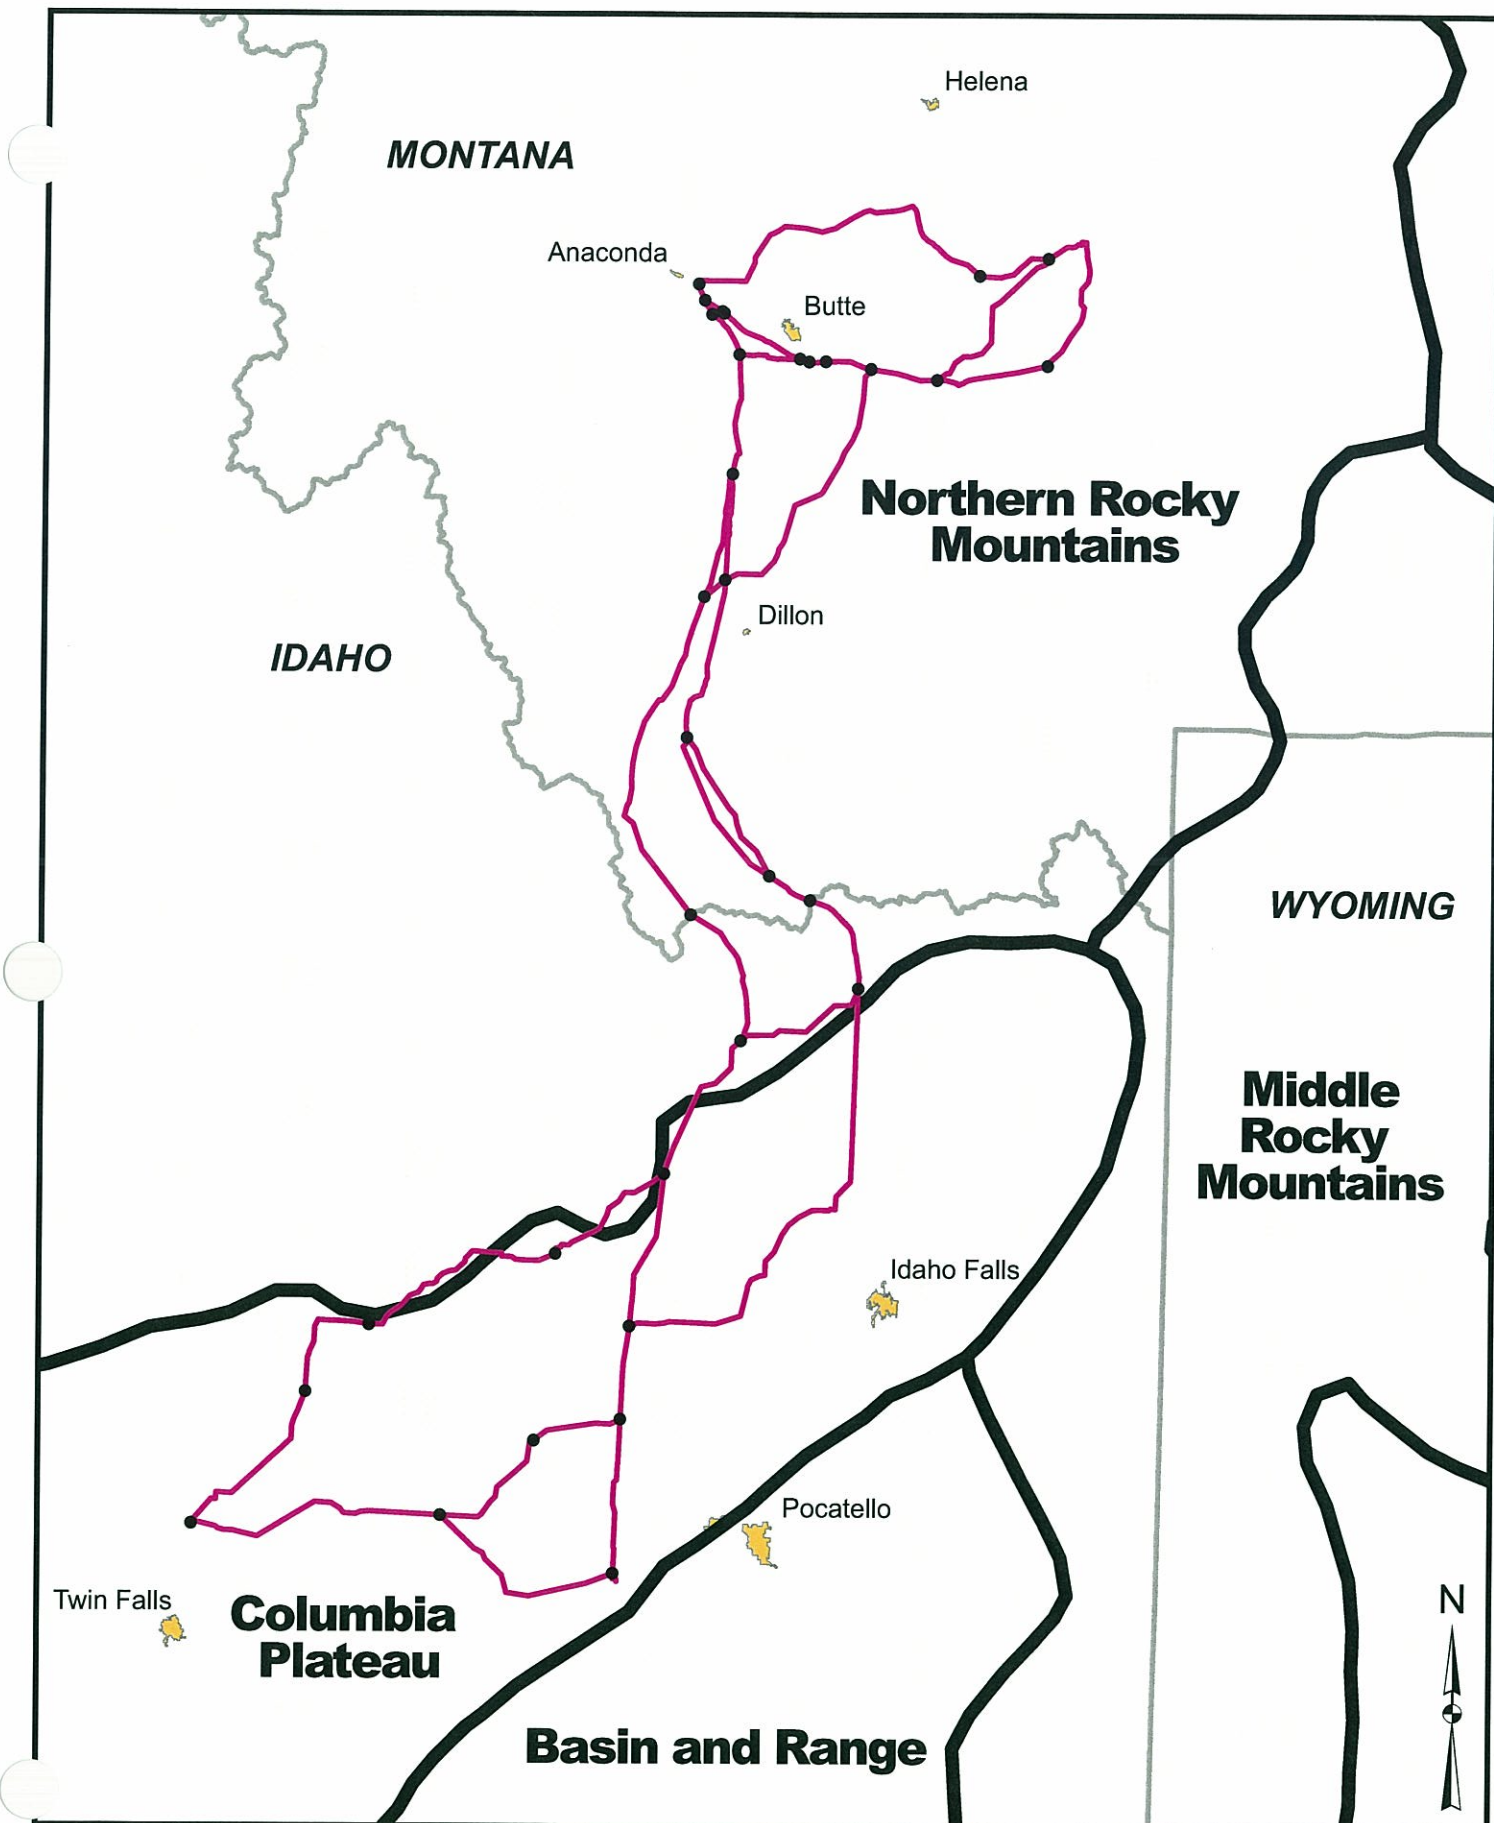 Helena
MONTANA
Anaconda
Butte
Northern Rocky
Mountains
Dillon
IDAHO
WYOMING
Middle
Rocky
Mountains
Idaho Falls
Pocatello
Twin Falls
Columbia
Plateau
N
Basin and Range